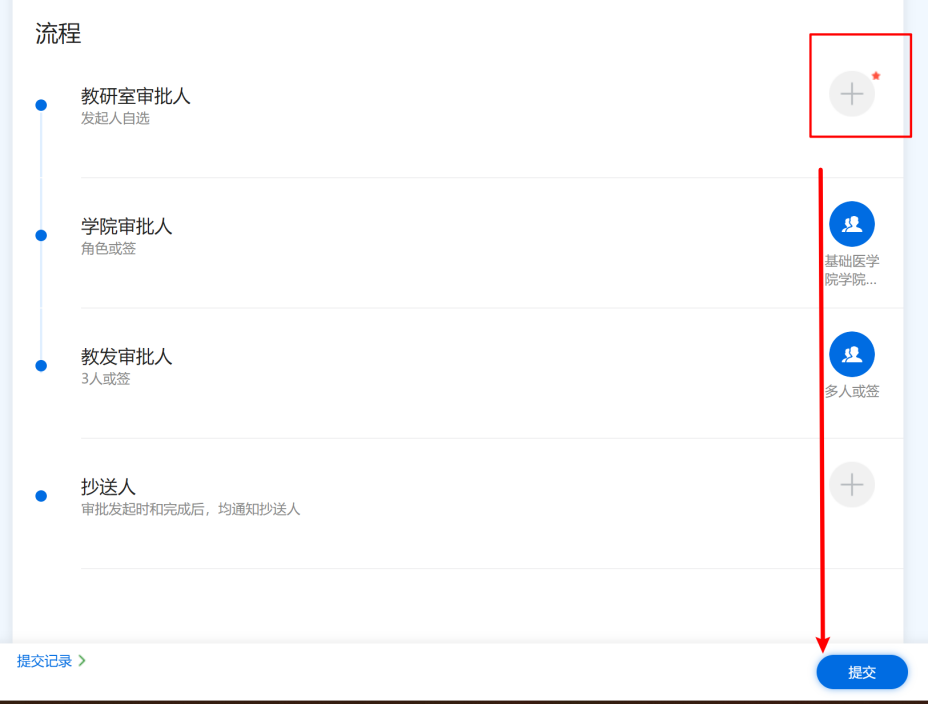 流程
教研室审批人
发起人自选
学院审批人
角色或签
基础医学
院学院...
教发审批人
3人或签
多人或签
抄送人
审批发起时和完成后，均通知抄送人
提交记录
提交